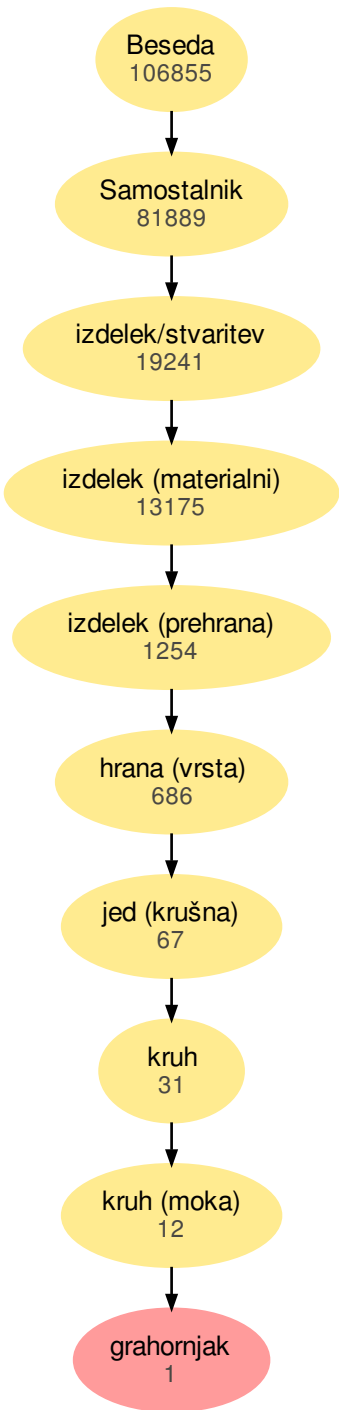 Beseda
106855
Samostalnik
81889
izdelek/stvaritev
19241
izdelek (materialni)
13175
izdelek (prehrana)
1254
hrana (vrsta)
686
jed (krušna)
67
kruh
31
kruh (moka)
12
grahornjak
1